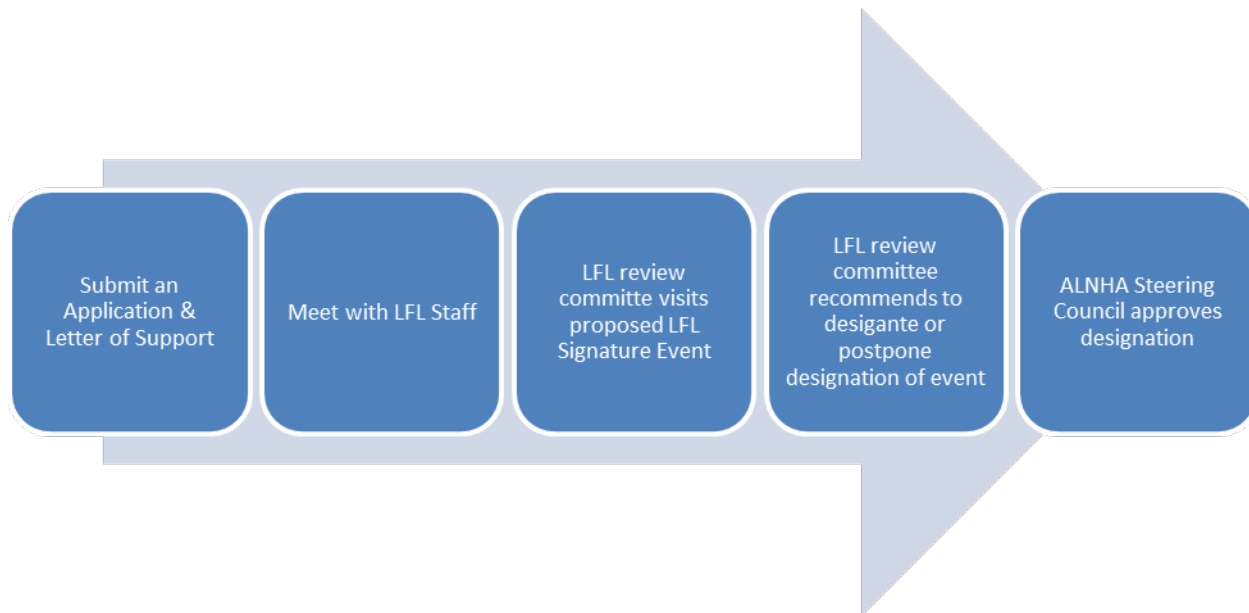 Submit an
Application &
Letter of Support
Meet with LFL Staff
LFL review
committe visits
proposed LFL
Signature Event
LFL review
committee
recommends to
desigante or
postpone
designation of event
ALNHA Steering
Council approves
designation